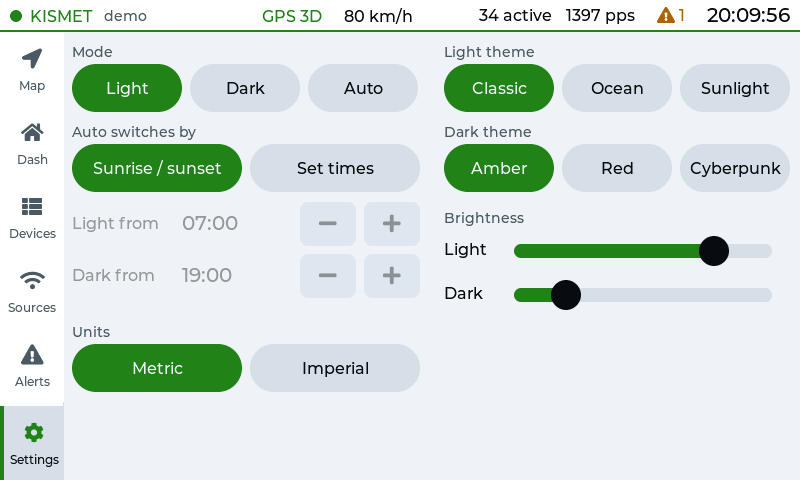 KISMET demo GPS 3D 80 km/h 34 active 1397 pps 1 20:09:56
Map
Dash
Devices
Sources
Alerts
Settings
Mode
Light Dark Auto
Auto switches by
Sunrise / sunset Set times
Light from 07:00 − +
Dark from 19:00 − +
Units
Metric Imperial
Light theme
Classic Ocean Sunlight
Dark theme
Amber Red Cyberpunk
Brightness
Light
Dark